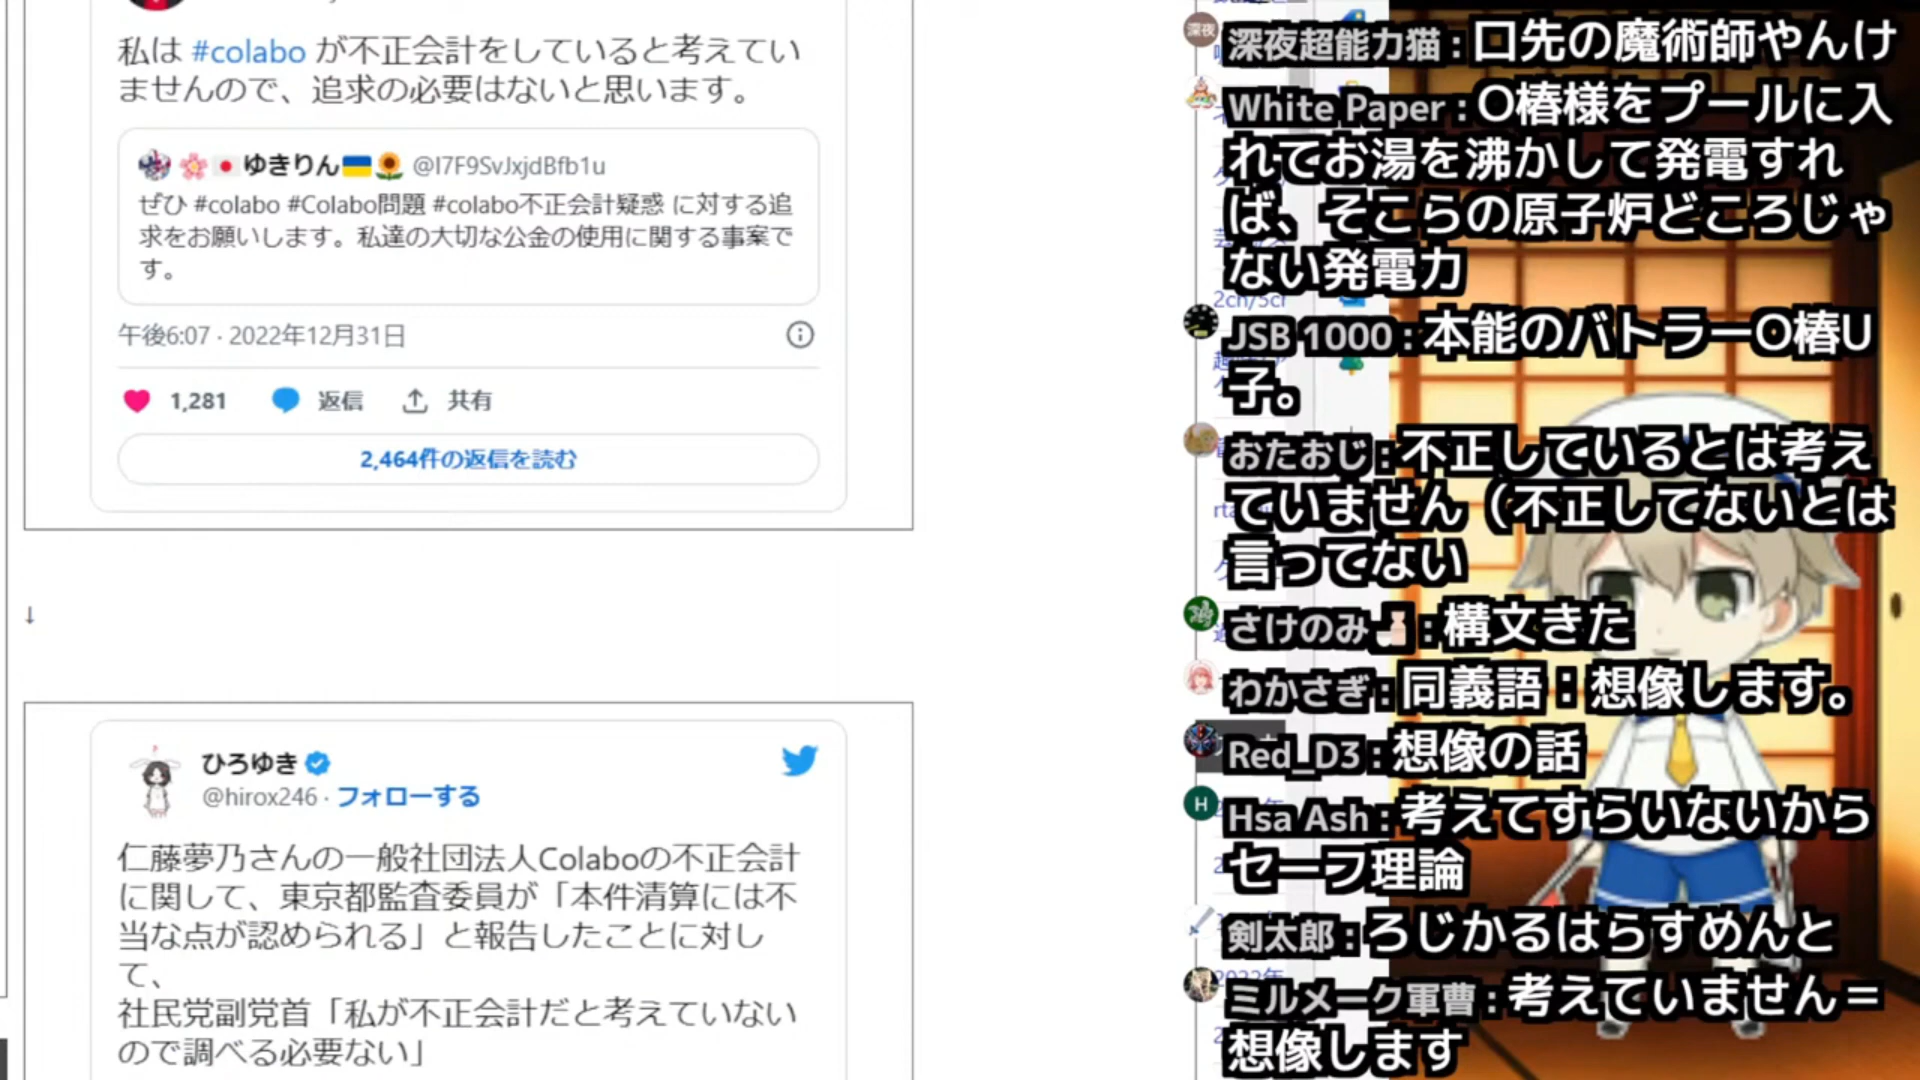 私は #colabo が不正会計をしていると考えてい
ませんので、追求の必要はないと思います。
🌸🇯🇵ゆきりん🇺🇦🌻 @I7F9SvJxjdBfb1u
ぜひ #colabo #Colabo問題 #colabo不正会計疑惑 に対する追
求をお願いします。私達の大切な公金の使用に関する事案で
す。
午後6:07 · 2022年12月31日
1,281 返信 共有
2,464件の返信を読む
↓
ひろゆき
@hirox246 · フォローする
仁藤夢乃さんの一般社団法人Colaboの不正会計
に関して、東京都監査委員が「本件清算には不
当な点が認められる」と報告したことに対し
て、
社民党副党首「私が不正会計だと考えていない
ので調べる必要ない」
深夜超能力猫 : 口先の魔術師やんけ
White Paper : O椿様をプールに入
れてお湯を沸かして発電すれ
ば、そこらの原子炉どころじゃ
ない発電力
JSB 1000 : 本能のバトラーO椿U
子。
おたおじ : 不正しているとは考え
ていません（不正してないとは
言ってない
さけのみ🍶 : 構文きた
わかさぎ : 同義語：想像します。
Red_D3 : 想像の話
H
Hsa Ash : 考えてすらいないから
セーフ理論
剣太郎 : ろじかるはらすめんと
ミルメーク軍曹 : 考えていません＝
想像します
2ch/5ch
2022年